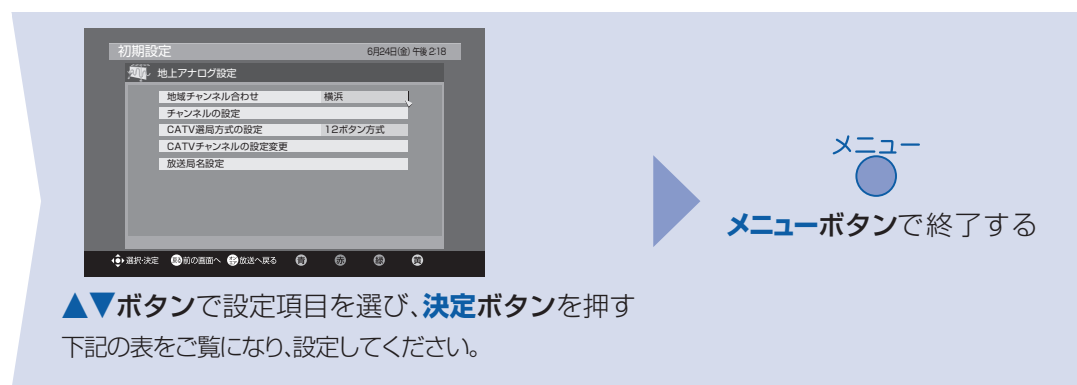 初期設定 6月24日(金) 午後 2:18
地上アナログ設定
地域チャンネル合わせ 横浜
チャンネルの設定
CATV選局方式の設定 12ボタン方式
CATVチャンネルの設定変更
放送局名設定
選択・決定 戻る 前の画面へ 放送へ戻る 青 赤 緑 黄
▲▼ボタンで設定項目を選び、決定ボタンを押す
下記の表をご覧になり、設定してください。
メニュー
メニューボタンで終了する